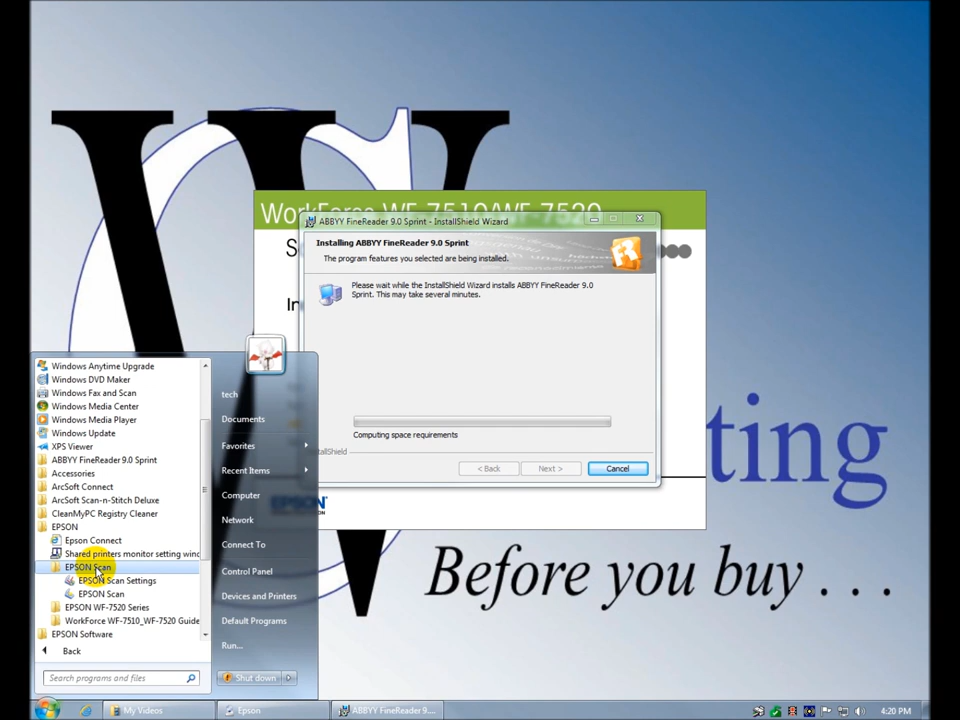 WorkForce WF-7510/WF-7520
ABBYY FineReader 9.0 Sprint - InstallShield Wizard
Installing ABBYY FineReader 9.0 Sprint
The program features you selected are being installed.
Please wait while the InstallShield Wizard installs ABBYY FineReader 9.0
Sprint. This may take several minutes.
Computing space requirements
tallShield
< Back
Next >
Cancel
EPSON
ting
Before you buy . . .
Windows Anytime Upgrade
Windows DVD Maker
Windows Fax and Scan
Windows Media Center
Windows Media Player
Windows Update
XPS Viewer
ABBYY FineReader 9.0 Sprint
Accessories
ArcSoft Connect
ArcSoft Scan-n-Stitch Deluxe
CleanMyPC Registry Cleaner
EPSON
Epson Connect
Shared printers monitor setting winc
EPSON Scan
EPSON Scan Settings
EPSON Scan
EPSON WF-7520 Series
WorkForce WF-7510_WF-7520 Guide
EPSON Software
Back
Search programs and files
tech
Documents
Favorites
Recent Items
Computer
Network
Connect To
Control Panel
Devices and Printers
Default Programs
Run...
Shut down
My Videos
Epson
ABBYY FineReader 9....
4:20 PM